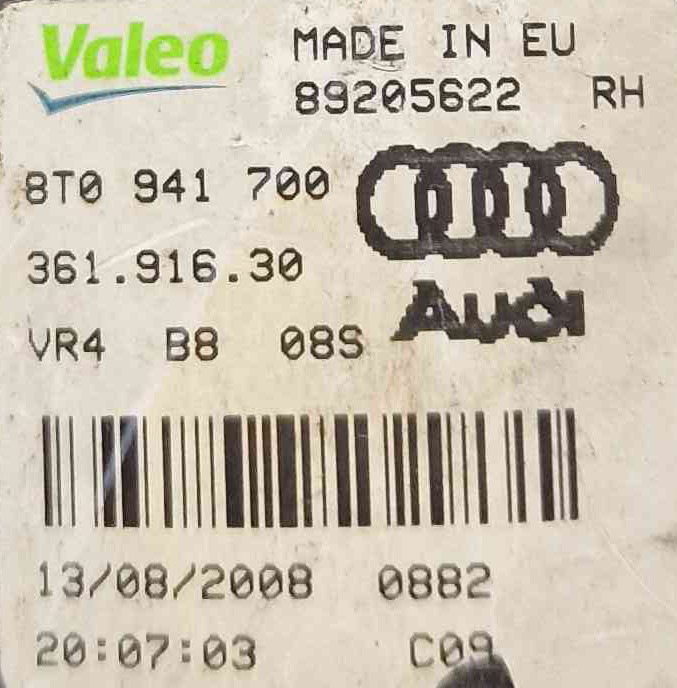 Valeo MADE IN EU
89205622 RH
8T0 941 700
361.916.30
Audi
VR4 B8 08S
13/08/2008 0882
20:07:03 C09